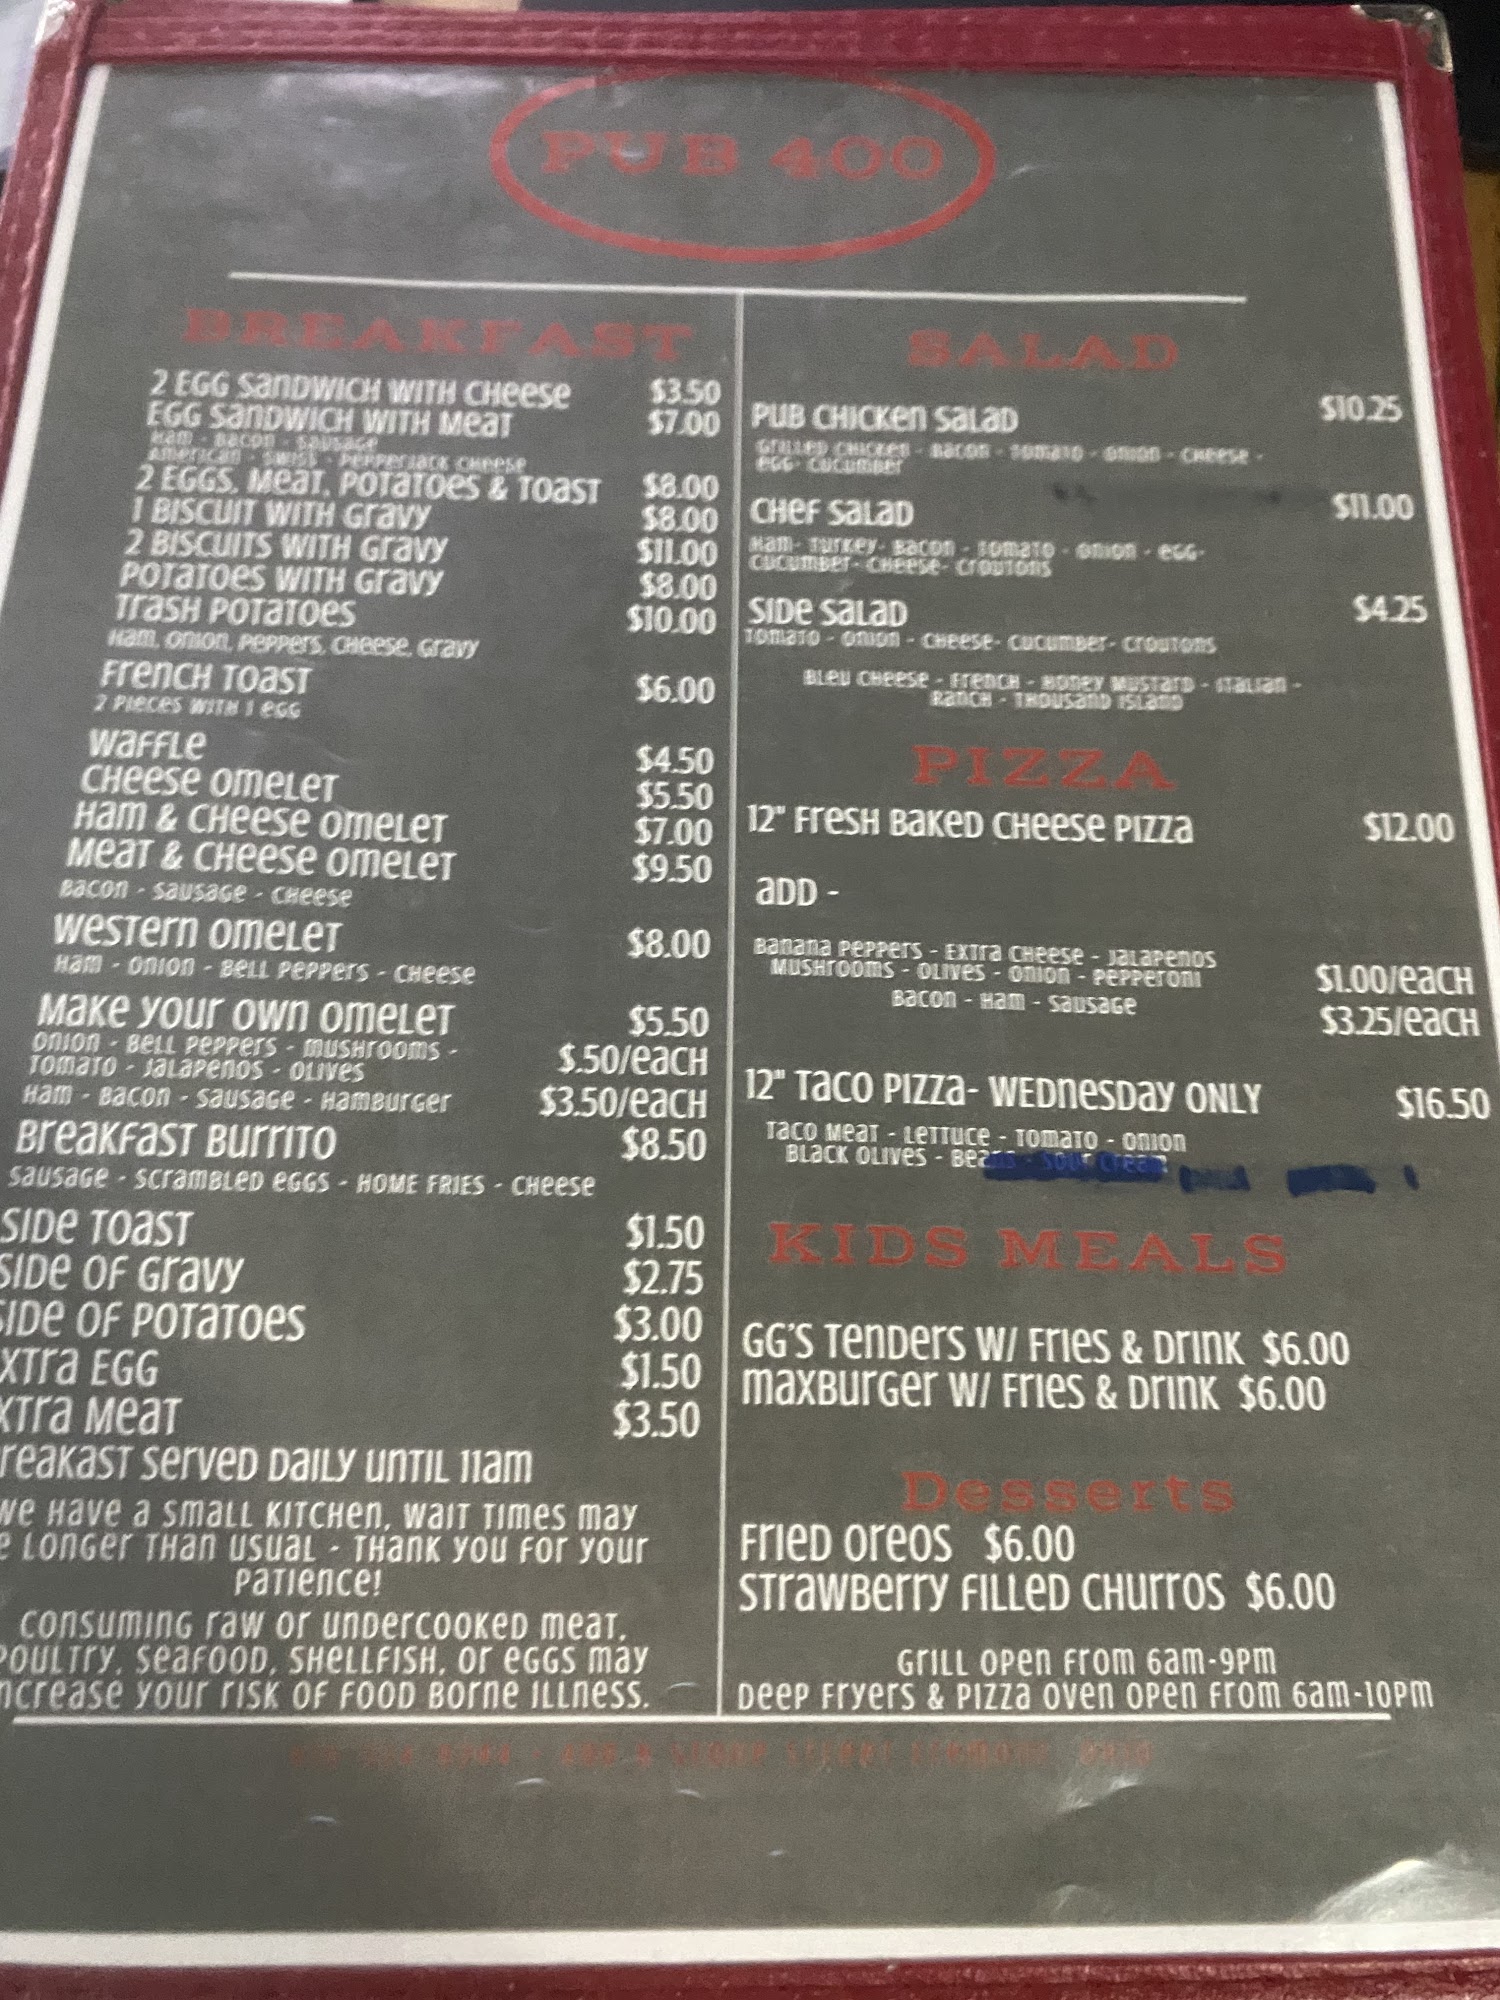 PUB 400
BREAKFAST
2 EGG SANDWICH WITH CHEESE $3.50
EGG SANDWICH WITH MEAT $7.00
HAM - BACON - SAUSAGE
AMERICAN - SWISS - PEPPERJACK CHEESE
2 EGGS, MEAT, POTATOES & TOAST $8.00
1 BISCUIT WITH GRAVY $8.00
2 BISCUITS WITH GRAVY $11.00
POTATOES WITH GRAVY $8.00
TRASH POTATOES $10.00
HAM, ONION, PEPPERS, CHEESE, GRAVY
FRENCH TOAST $6.00
2 PIECES WITH 1 EGG
WAFFLE $4.50
CHEESE OMELET $5.50
HAM & CHEESE OMELET $7.00
MEAT & CHEESE OMELET $9.50
BACON - SAUSAGE - CHEESE
WESTERN OMELET $8.00
HAM - ONION - BELL PEPPERS - CHEESE
MAKE YOUR OWN OMELET $5.50
ONION - BELL PEPPERS - MUSHROOMS - $.50/EACH
TOMATO - JALAPENOS - OLIVES
HAM - BACON - SAUSAGE - HAMBURGER $3.50/EACH
BREAKFAST BURRITO $8.50
SAUSAGE - SCRAMBLED EGGS - HOME FRIES - CHEESE
SIDE TOAST $1.50
SIDE OF GRAVY $2.75
SIDE OF POTATOES $3.00
XTRA EGG $1.50
XTRA MEAT $3.50
REAKAST SERVED DAILY UNTIL 11AM
WE HAVE A SMALL KITCHEN, WAIT TIMES MAY
E LONGER THAN USUAL - THANK YOU FOR YOUR
PATIENCE!
CONSUMING RAW OR UNDERCOOKED MEAT,
POULTRY, SEAFOOD, SHELLFISH, OR EGGS MAY
NCREASE YOUR RISK OF FOOD BORNE ILLNESS.
SALAD
PUB CHICKEN SALAD $10.25
GRILLED CHICKEN - BACON - TOMATO - ONION - CHEESE -
EGG- CUCUMBER
CHEF SALAD $11.00
HAM- TURKEY- BACON - TOMATO - ONION - EGG-
CUCUMBER- CHEESE- CROUTONS
SIDE SALAD $4.25
TOMATO - ONION - CHEESE- CUCUMBER- CROUTONS
BLEU CHEESE - FRENCH - HONEY MUSTARD - ITALIAN -
RANCH - THOUSAND ISLAND
PIZZA
12" FRESH BAKED CHEESE PIZZA $12.00
ADD -
BANANA PEPPERS - EXTRA CHEESE - JALAPENOS
MUSHROOMS - OLIVES - ONION - PEPPERONI $1.00/EACH
BACON - HAM - SAUSAGE $3.25/EACH
12" TACO PIZZA- WEDNESDAY ONLY $16.50
TACO MEAT - LETTUCE - TOMATO - ONION
BLACK OLIVES - BEANS - SOUR CREAM
KIDS MEALS
GG'S TENDERS W/ FRIES & DRINK $6.00
MAXBURGER W/ FRIES & DRINK $6.00
Desserts
FRIED OREOS $6.00
STRAWBERRY FILLED CHURROS $6.00
GRILL OPEN FROM 6AM-9PM
DEEP FRYERS & PIZZA OVEN OPEN FROM 6AM-10PM